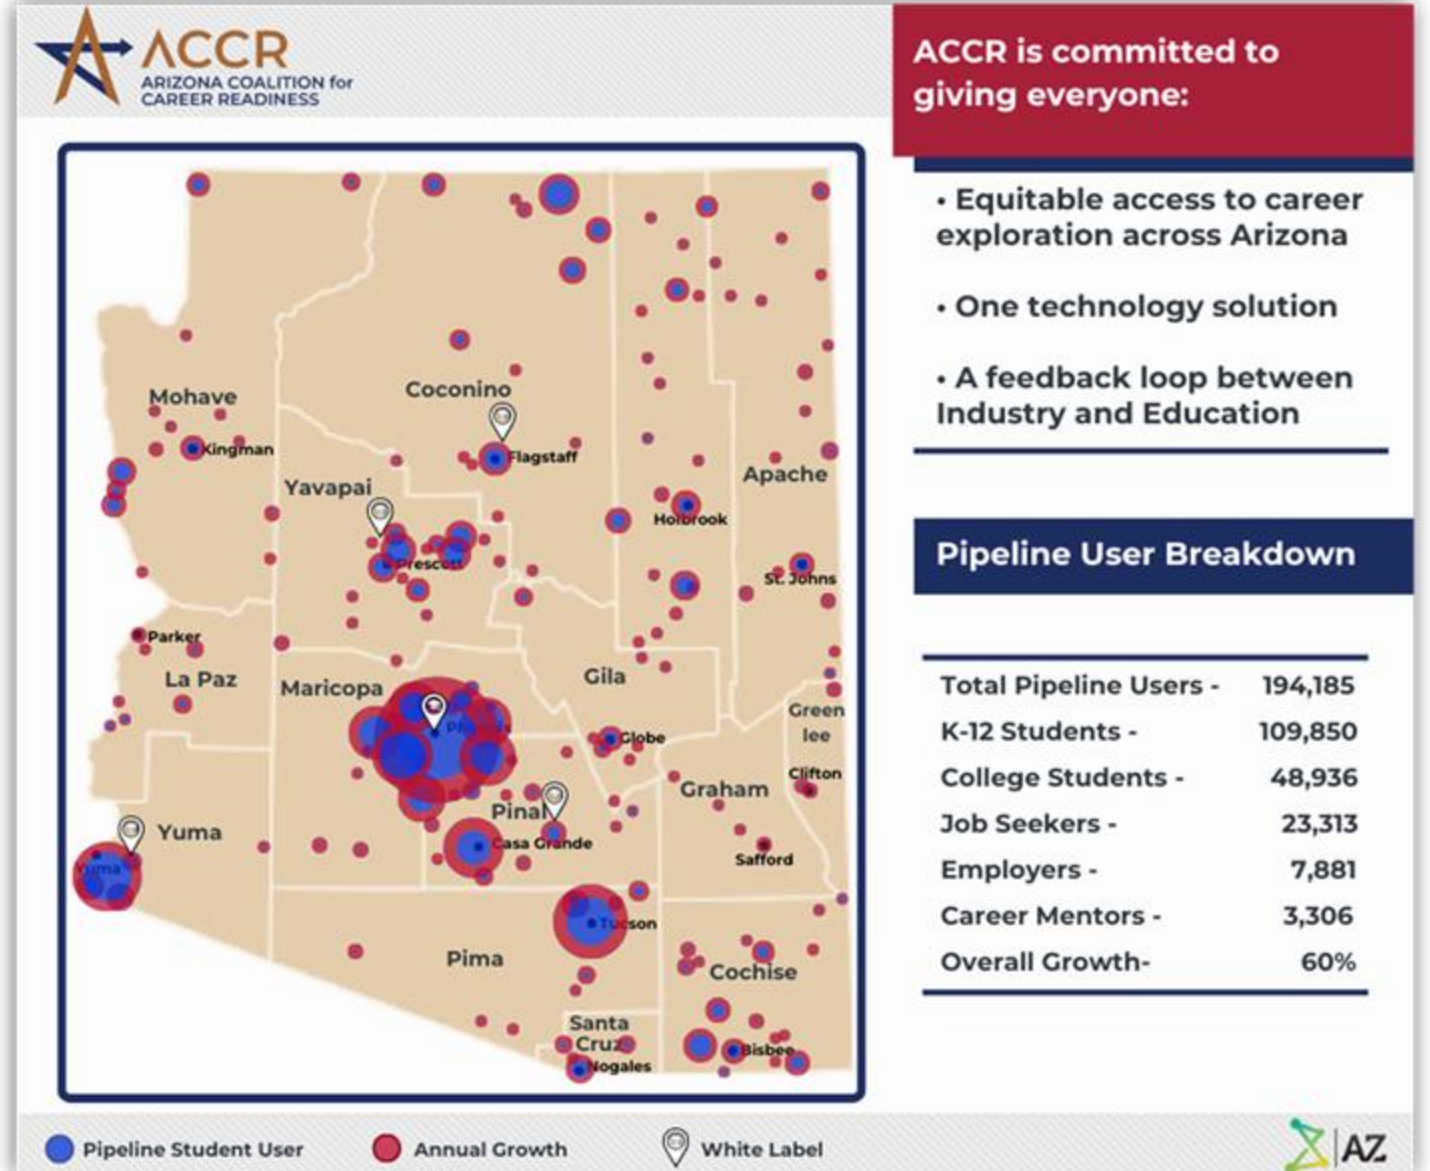 ACCR
ARIZONA COALITION for
CAREER READINESS
ACCR is committed to
giving everyone:
• Equitable access to career
exploration across Arizona
• One technology solution
• A feedback loop between
Industry and Education
Pipeline User Breakdown
Total Pipeline Users - 194,185
K-12 Students - 109,850
College Students - 48,936
Job Seekers - 23,313
Employers - 7,881
Career Mentors - 3,306
Overall Growth- 60%
Mohave
Coconino
Kingman
Flagstaff
Yavapai
Apache
Holbrook
Prescott
St. Johns
Parker
La Paz
Maricopa
Gila
Green
lee
Globe
Clifton
Graham
Pinal
Yuma
Casa Grande
Safford
Yuma
Tucson
Pima
Cochise
Santa
Cruz
Bisbee
Nogales
Pipeline Student User
Annual Growth
White Label
AZ